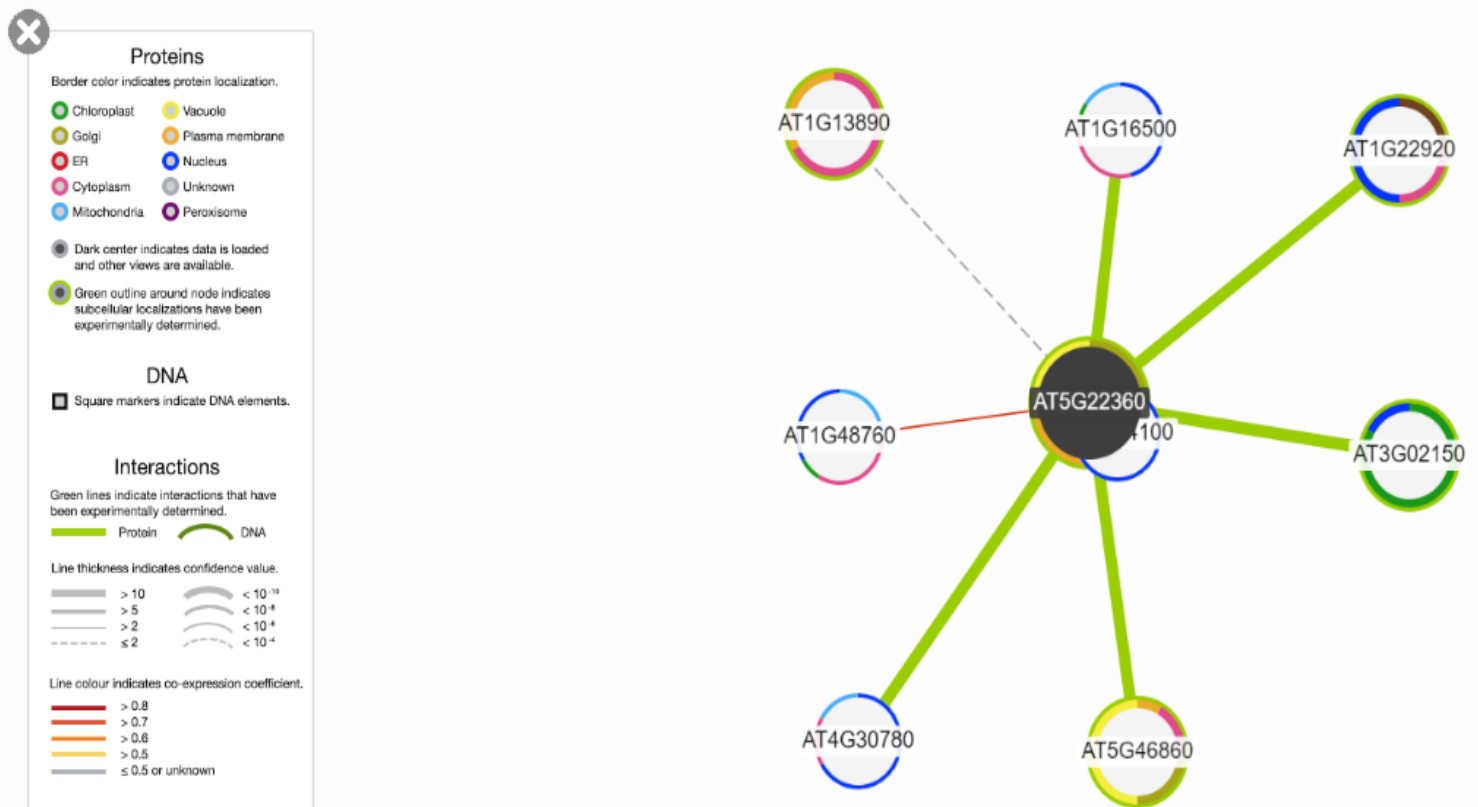 Proteins
Border color indicates protein localization.
Chloroplast Vacuole
Golgi Plasma membrane
ER Nucleus
Cytoplasm Unknown
Mitochondria Peroxisome
Dark center indicates data is loaded
and other views are available.
Green outline around node indicates
subcellular localizations have been
experimentally determined.
DNA
Square markers indicate DNA elements.
Interactions
Green lines indicate interactions that have
been experimentally determined.
Protein DNA
Line thickness indicates confidence value.
> 10 < 10⁻¹⁰
> 5 < 10⁻⁸
> 2 < 10⁻⁶
≤ 2 < 10⁻⁴
Line colour indicates co-expression coefficient.
> 0.8
> 0.7
> 0.6
> 0.5
≤ 0.5 or unknown
AT1G13890
AT1G16500
AT1G22920
AT5G22360
4100
AT1G48760
AT3G02150
AT4G30780
AT5G46860